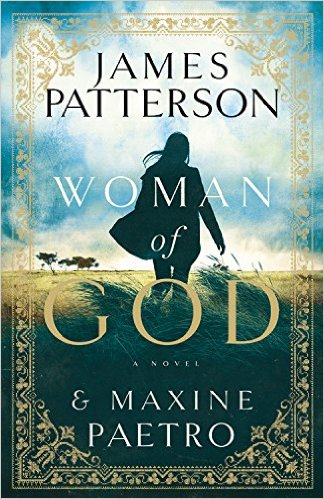 JAMES
PATTERSON
WOMAN
of
GOD
A NOVEL
& MAXINE
PAETRO